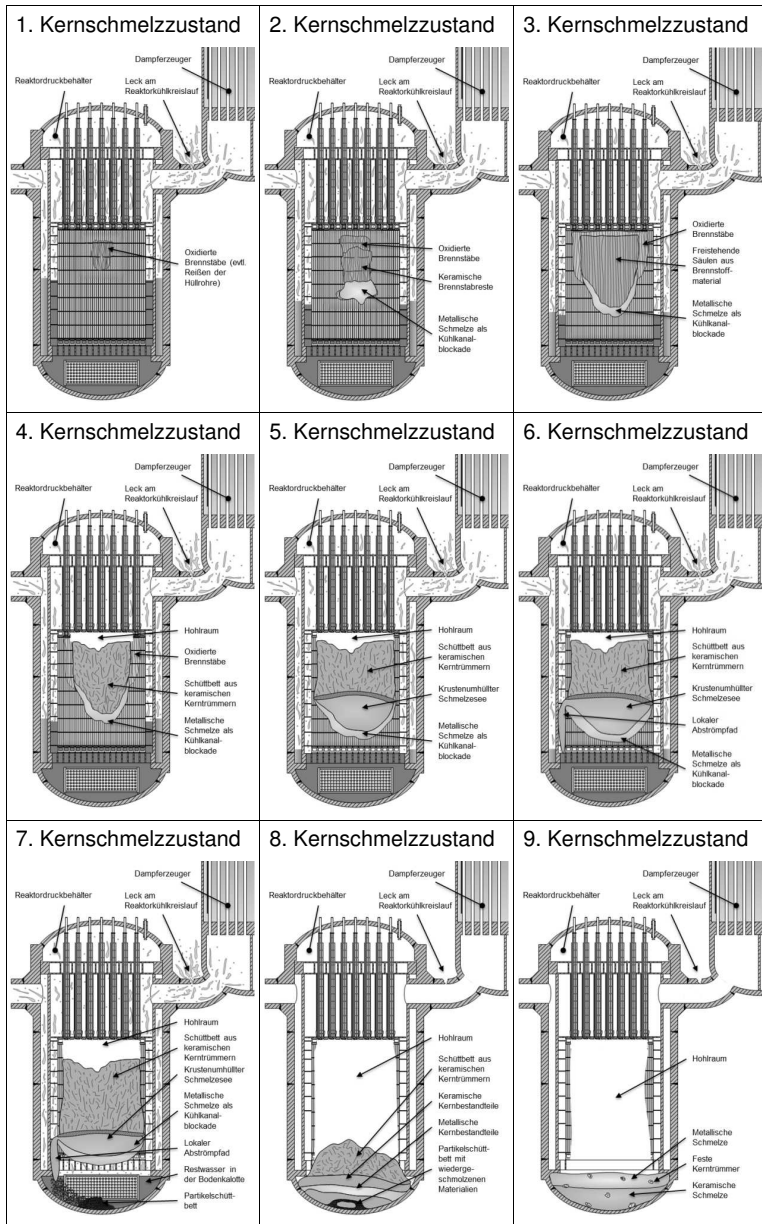 1. Kernschmelzzustand
Dampferzeuger
Reaktordruckbehälter
Leck am
Reaktorkühlkreislauf
Oxidierte
Brennstäbe (evtl.
Reißen der
Hüllrohre)
2. Kernschmelzzustand
Dampferzeuger
Reaktordruckbehälter
Leck am
Reaktorkühlkreislauf
Oxidierte
Brennstäbe
Keramische
Brennstabreste
Metallische
Schmelze als
Kühlkanal-
blockade
3. Kernschmelzzustand
Dampferzeuger
Reaktordruckbehälter
Leck am
Reaktorkühlkreislauf
Oxidierte
Brennstäbe
Freistehende
Säulen aus
Brennstoff-
material
Metallische
Schmelze als
Kühlkanal-
blockade
4. Kernschmelzzustand
Dampferzeuger
Reaktordruckbehälter
Leck am
Reaktorkühlkreislauf
Hohlraum
Oxidierte
Brennstäbe
Schüttbett aus
keramischen
Kerntrümmern
Metallische
Schmelze als
Kühlkanal-
blockade
5. Kernschmelzzustand
Dampferzeuger
Reaktordruckbehälter
Leck am
Reaktorkühlkreislauf
Hohlraum
Schüttbett aus
keramischen
Kerntrümmern
Krustenumhüllter
Schmelzesee
Metallische
Schmelze als
Kühlkanal-
blockade
6. Kernschmelzzustand
Dampferzeuger
Reaktordruckbehälter
Leck am
Reaktorkühlkreislauf
Hohlraum
Schüttbett aus
keramischen
Kerntrümmern
Krustenumhüllter
Schmelzesee
Lokaler
Abströmpfad
Metallische
Schmelze als
Kühlkanal-
blockade
7. Kernschmelzzustand
Dampferzeuger
Reaktordruckbehälter
Leck am
Reaktorkühlkreislauf
Hohlraum
Schüttbett aus
keramischen
Kerntrümmern
Krustenumhüllter
Schmelzesee
Metallische
Schmelze als
Kühlkanal-
blockade
Lokaler
Abströmpfad
Restwasser in
der Bodenkalotte
Partikelschütt-
bett
8. Kernschmelzzustand
Dampferzeuger
Reaktordruckbehälter
Leck am
Reaktorkühlkreislauf
Hohlraum
Schüttbett aus
keramischen
Kerntrümmern
Keramische
Kernbestandteile
Metallische
Kernbestandteile
Partikelschütt-
bett mit
wiederge-
schmolzenen
Materialien
9. Kernschmelzzustand
Dampferzeuger
Reaktordruckbehälter
Leck am
Reaktorkühlkreislauf
Hohlraum
Metallische
Schmelze
Feste
Kerntrümmer
Keramische
Schmelze